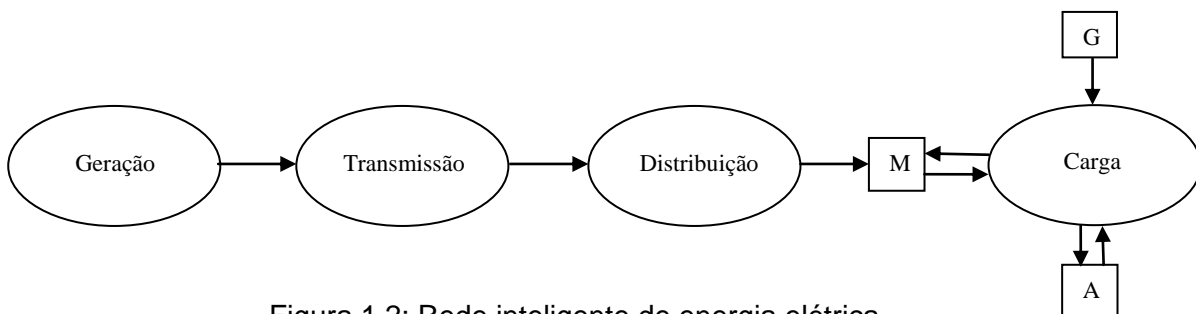 G
Geração
Transmissão
Distribuição
M
Carga
A
Figura 1.2: Rede inteligente de energia elétrica